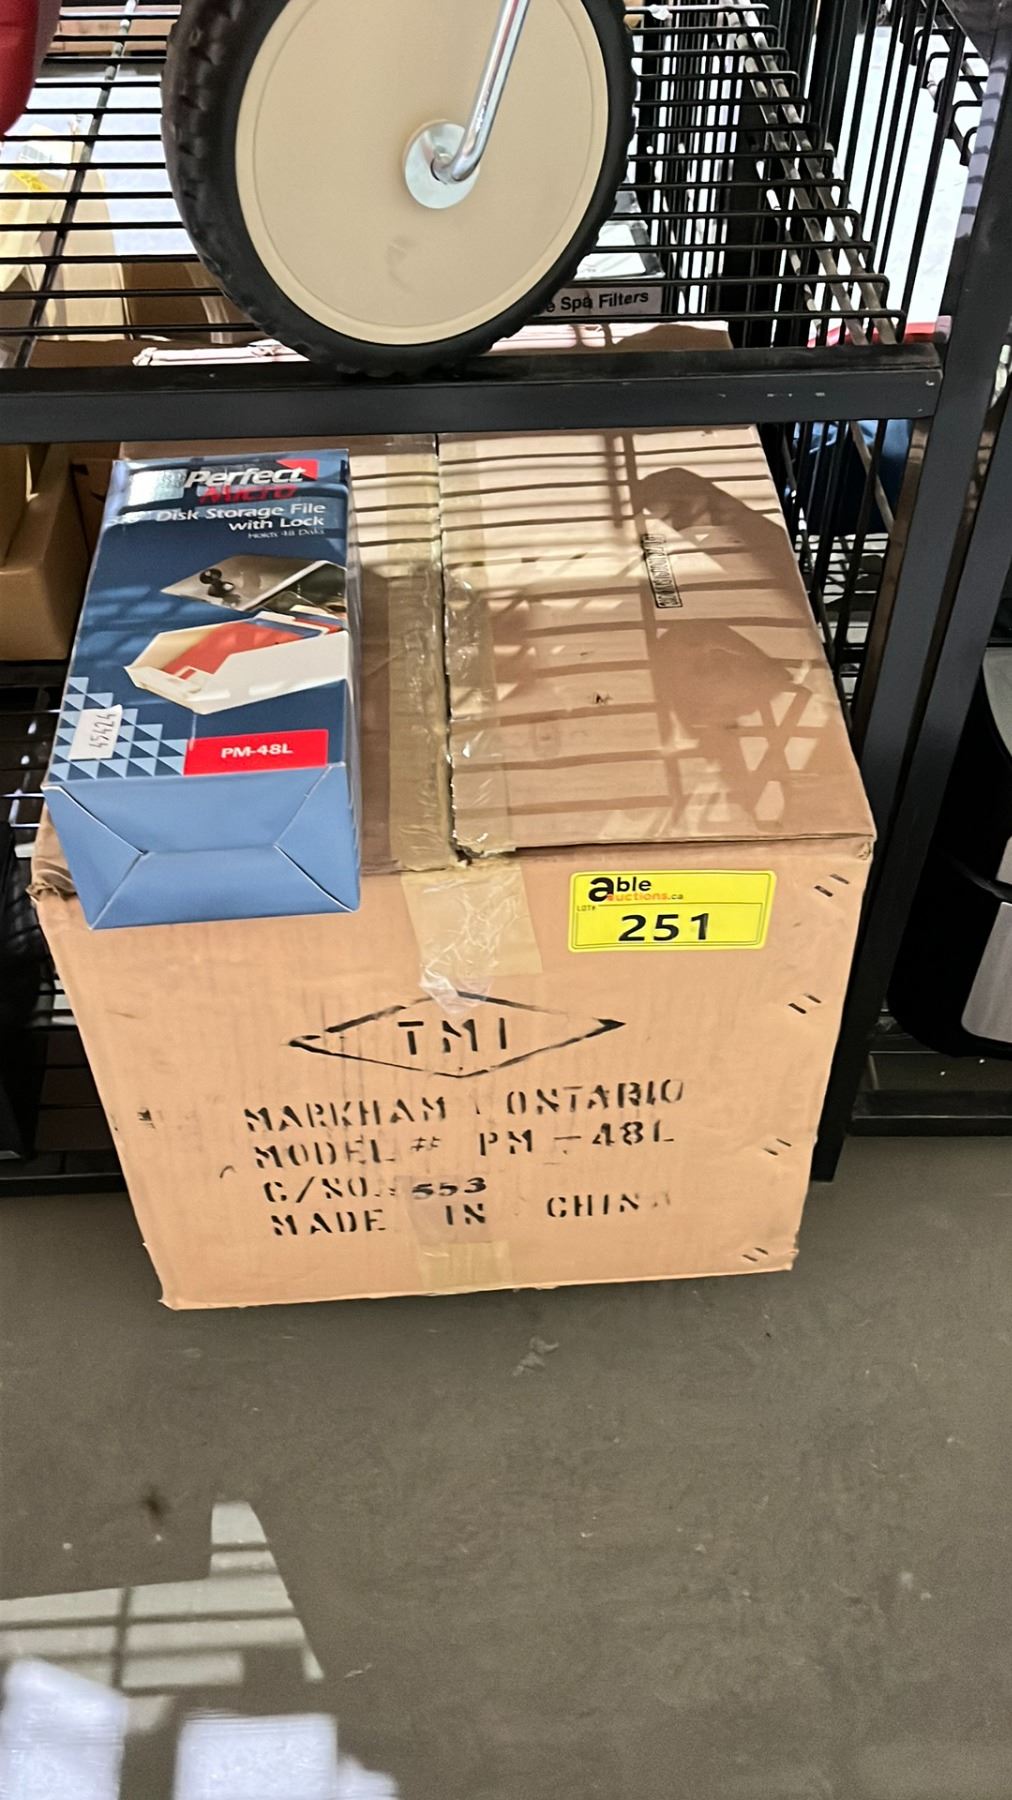 Spa Filters
Perfect
Micro
Disk Storage File
with Lock
Holds 48 Disks
45424
PM-48L
able
auctions.ca
LOT#
251
TMI
MARKHAM ONTARIO
MODEL # PM-48L
C/NO. 553
MADE IN CHINA